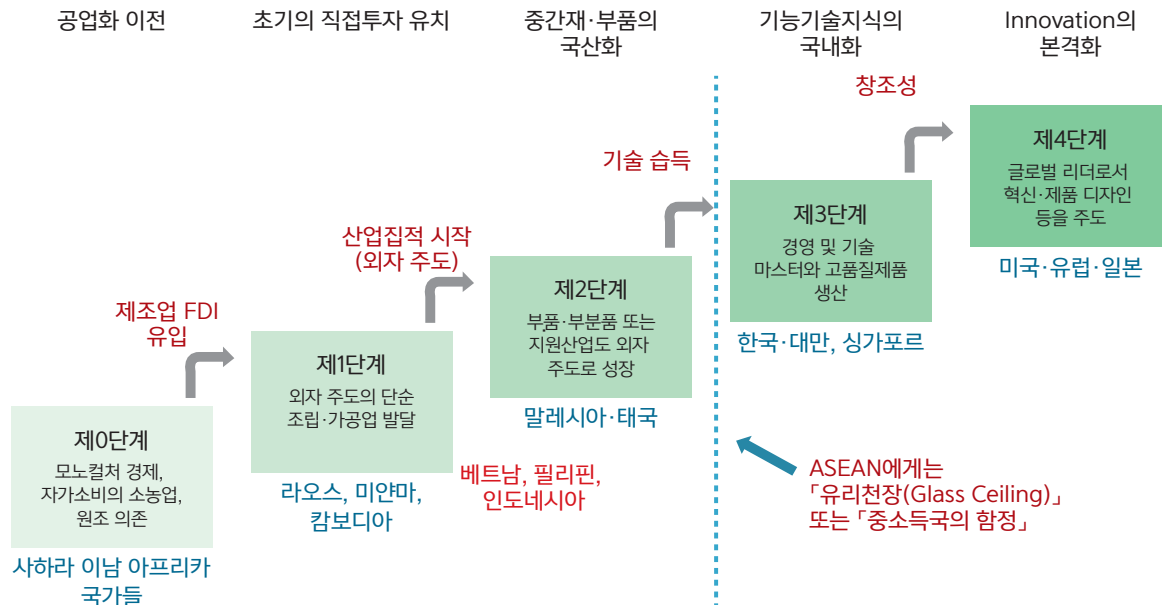 공업화 이전
초기의 직접투자 유치
중간재·부품의
국산화
기능기술지식의
국내화
Innovation의
본격화
제조업 FDI
유입
산업집적 시작
(외자 주도)
기술 습득
창조성
제0단계
모노컬처 경제,
자가소비의 소농업,
원조 의존
사하라 이남 아프리카
국가들
제1단계
외자 주도의 단순
조립·가공업 발달
라오스, 미얀마,
캄보디아
베트남, 필리핀,
인도네시아
제2단계
부품·부분품 또는
지원산업도 외자
주도로 성장
말레시아·태국
제3단계
경영 및 기술
마스터와 고품질제품
생산
한국·대만, 싱가포르
제4단계
글로벌 리더로서
혁신·제품 디자인
등을 주도
미국·유럽·일본
ASEAN에게는
「유리천장(Glass Ceiling)」
또는 「중소득국의 함정」